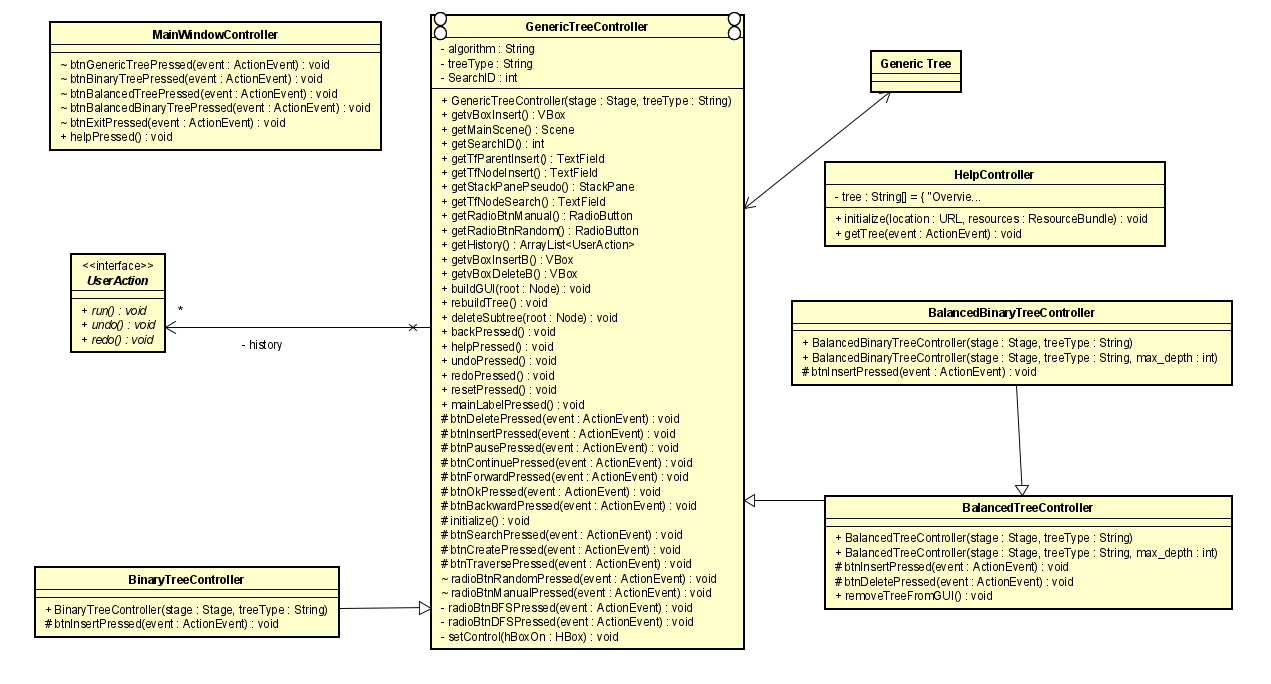 MainWindowController
~ btnGenericTreePressed(event : ActionEvent) : void
~ btnBinaryTreePressed(event : ActionEvent) : void
~ btnBalancedTreePressed(event : ActionEvent) : void
~ btnBalancedBinaryTreePressed(event : ActionEvent) : void
~ btnExitPressed(event : ActionEvent) : void
+ helpPressed() : void
GenericTreeController
- algorithm : String
- treeType : String
- SearchID : int
+ GenericTreeController(stage : Stage, treeType : String)
+ getvBoxInsert() : VBox
+ getMainScene() : Scene
+ getSearchID() : int
+ getTfParentInsert() : TextField
+ getTfNodeInsert() : TextField
+ getStackPanePseudo() : StackPane
+ getTfNodeSearch() : TextField
+ getRadioBtnManual() : RadioButton
+ getRadioBtnRandom() : RadioButton
+ getHistory() : ArrayList<UserAction>
+ getvBoxInsertB() : VBox
+ getvBoxDeleteB() : VBox
+ buildGUI(root : Node) : void
+ rebuildTree() : void
+ deleteSubtree(root : Node) : void
+ backPressed() : void
+ helpPressed() : void
+ undoPressed() : void
+ redoPressed() : void
+ resetPressed() : void
+ mainLabelPressed() : void
# btnDeletePressed(event : ActionEvent) : void
# btnInsertPressed(event : ActionEvent) : void
# btnPausePressed(event : ActionEvent) : void
# btnContinuePressed(event : ActionEvent) : void
# btnForwardPressed(event : ActionEvent) : void
# btnOkPressed(event : ActionEvent) : void
# btnBackwardPressed(event : ActionEvent) : void
# initialize() : void
# btnSearchPressed(event : ActionEvent) : void
# btnCreatePressed(event : ActionEvent) : void
# btnTraversePressed(event : ActionEvent) : void
~ radioBtnRandomPressed(event : ActionEvent) : void
~ radioBtnManualPressed(event : ActionEvent) : void
- radioBtnBFSPressed(event : ActionEvent) : void
- radioBtnDFSPressed(event : ActionEvent) : void
- setControl(hBoxOn : HBox) : void
Generic Tree
HelpController
- tree : String[] = { "Overvie...
+ initialize(location : URL, resources : ResourceBundle) : void
+ getTree(event : ActionEvent) : void
<<interface>>
UserAction
+ run() : void
+ undo() : void
+ redo() : void
*
- history
BalancedBinaryTreeController
+ BalancedBinaryTreeController(stage : Stage, treeType : String)
+ BalancedBinaryTreeController(stage : Stage, treeType : String, max_depth : int)
# btnInsertPressed(event : ActionEvent) : void
BalancedTreeController
+ BalancedTreeController(stage : Stage, treeType : String)
+ BalancedTreeController(stage : Stage, treeType : String, max_depth : int)
# btnInsertPressed(event : ActionEvent) : void
# btnDeletePressed(event : ActionEvent) : void
+ removeTreeFromGUI() : void
BinaryTreeController
+ BinaryTreeController(stage : Stage, treeType : String)
# btnInsertPressed(event : ActionEvent) : void